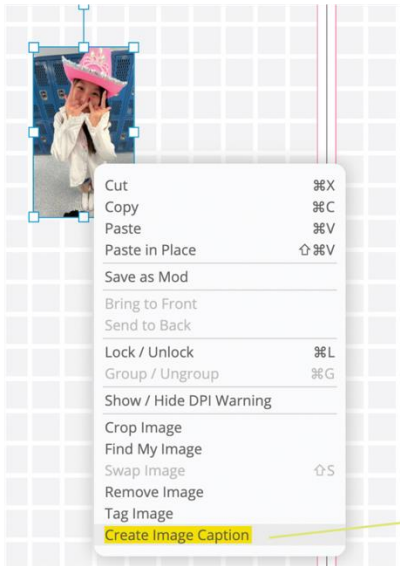 Cut ⌘X
Copy ⌘C
Paste ⌘V
Paste in Place ⇧⌘V
Save as Mod
Bring to Front
Send to Back
Lock / Unlock ⌘L
Group / Ungroup ⌘G
Show / Hide DPI Warning
Crop Image
Find My Image
Swap Image ⇧S
Remove Image
Tag Image
Create Image Caption